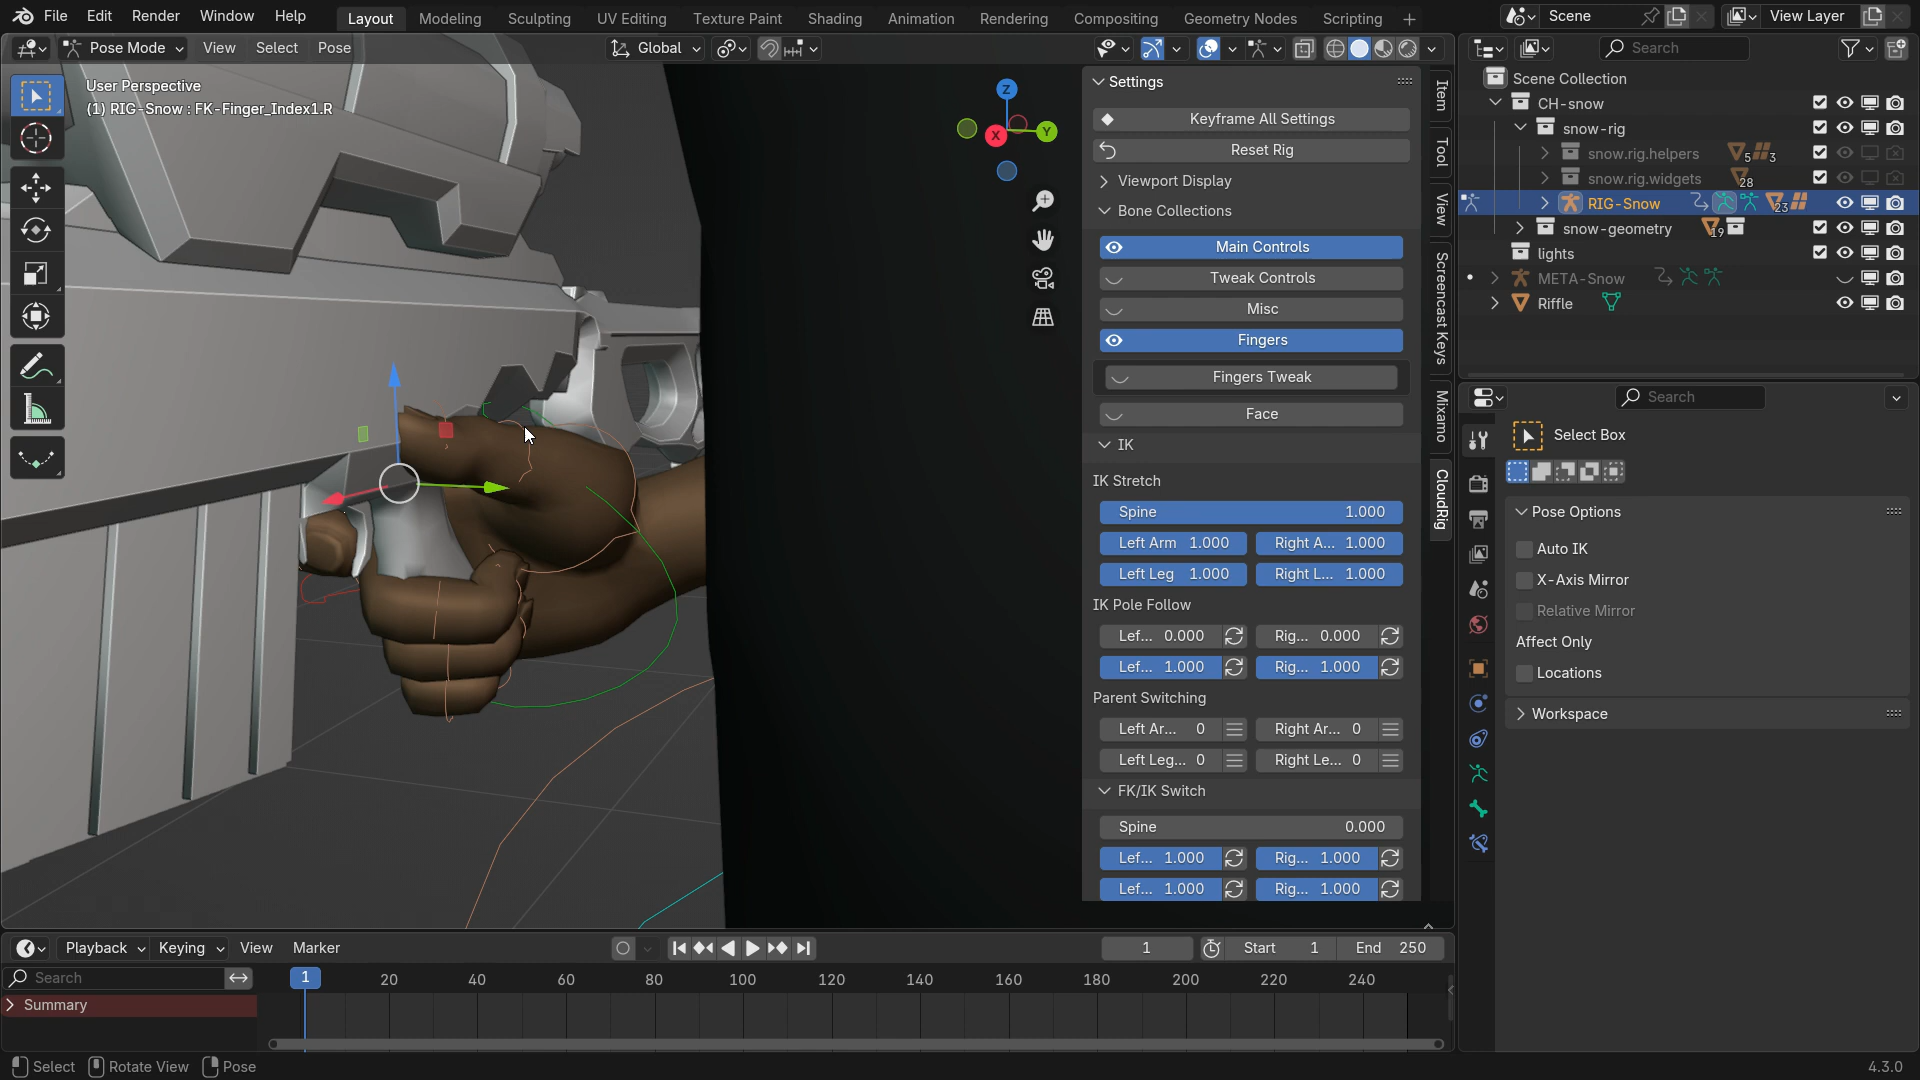 File Edit Render Window Help
Layout Modeling Sculpting UV Editing Texture Paint Shading Animation Rendering Compositing Geometry Nodes Scripting
Scene
View Layer
Pose Mode View Select Pose
Global
Search
User Perspective
(1) RIG-Snow : FK-Finger_Index1.R
Z
X
Y
Settings
Keyframe All Settings
Reset Rig
Viewport Display
Bone Collections
Main Controls
Tweak Controls
Misc
Fingers
Fingers Tweak
Face
IK
IK Stretch
Spine 1.000
Left Arm 1.000 Right A... 1.000
Left Leg 1.000 Right L... 1.000
IK Pole Follow
Lef... 0.000 Rig... 0.000
Lef... 1.000 Rig... 1.000
Parent Switching
Left Ar... 0 Right Ar... 0
Left Leg... 0 Right Le... 0
FK/IK Switch
Spine 0.000
Lef... 1.000 Rig... 1.000
Lef... 1.000 Rig... 1.000
Item
Tool
View
Screencast Keys
Mixamo
CloudRig
Scene Collection
CH-snow
snow-rig
snow.rig.helpers 5 3
snow.rig.widgets 28
RIG-Snow 23
snow-geometry 19
lights
META-Snow
Riffle
Search
Select Box
Pose Options
Auto IK
X-Axis Mirror
Relative Mirror
Affect Only
Locations
Workspace
Playback Keying View Marker
1
Start 1 End 250
Search
1 20 40 60 80 100 120 140 160 180 200 220 240
Summary
Select Rotate View Pose
4.3.0